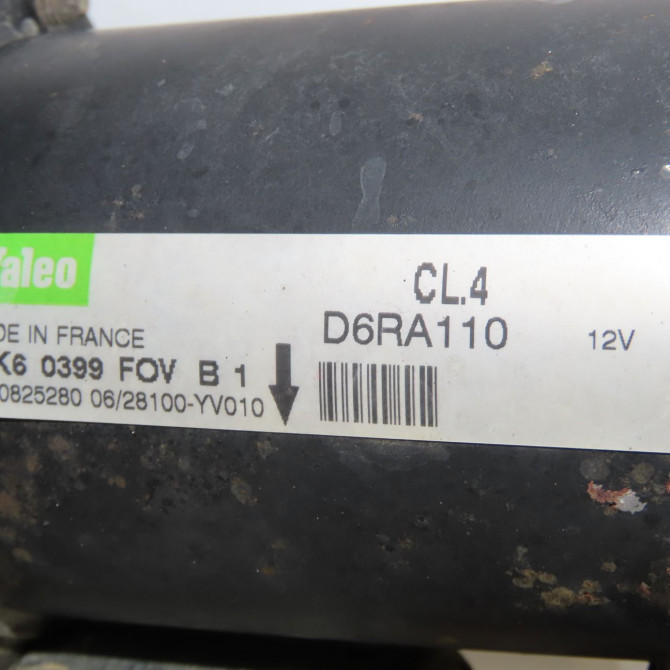 Valeo
CL.4
D6RA110
12V
DE IN FRANCE
K6 0399 FOV B 1
0825280 06/28100-YV010